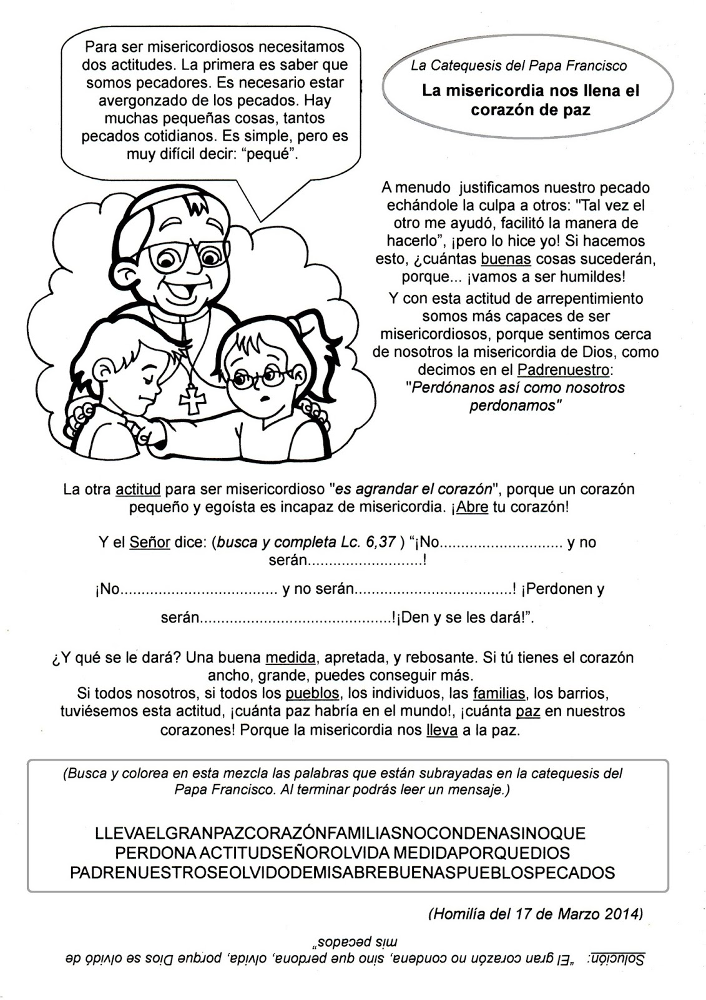 Para ser misericordiosos necesitamos
dos actitudes. La primera es saber que
somos pecadores. Es necesario estar
avergonzado de los pecados. Hay
muchas pequeñas cosas, tantos
pecados cotidianos. Es simple, pero es
muy difícil decir: “pequé”.
La Catequesis del Papa Francisco
La misericordia nos llena el
corazón de paz
A menudo justificamos nuestro pecado
echándole la culpa a otros: "Tal vez el
otro me ayudó, facilitó la manera de
hacerlo”, ¡pero lo hice yo! Si hacemos
esto, ¿cuántas buenas cosas sucederán,
porque... ¡vamos a ser humildes!
Y con esta actitud de arrepentimiento
somos más capaces de ser
misericordiosos, porque sentimos cerca
de nosotros la misericordia de Dios, como
decimos en el Padrenuestro:
"Perdónanos así como nosotros
perdonamos"
La otra actitud para ser misericordioso "es agrandar el corazón", porque un corazón
pequeño y egoísta es incapaz de misericordia. ¡Abre tu corazón!
Y el Señor dice: (busca y completa Lc. 6,37 ) “¡No............................ y no
serán..........................!
¡No.................................... y no serán....................................! ¡Perdonen y
serán............................................!¡Den y se les dará!”.
¿Y qué se le dará? Una buena medida, apretada, y rebosante. Si tú tienes el corazón
ancho, grande, puedes conseguir más.
Si todos nosotros, si todos los pueblos, los individuos, las familias, los barrios,
tuviésemos esta actitud, ¡cuánta paz habría en el mundo!, ¡cuánta paz en nuestros
corazones! Porque la misericordia nos lleva a la paz.
(Busca y colorea en esta mezcla las palabras que están subrayadas en la catequesis del
Papa Francisco. Al terminar podrás leer un mensaje.)
LLEVAELGRANPAZCORAZÓNFAMILIASNOCONDENASINOQUE
PERDONA ACTITUDSEÑOROLVIDA MEDIDAPORQUEDIOS
PADRENUESTROSEOLVIDODEMISABREBUENASPUEBLOSPECADOS
(Homilía del 17 de Marzo 2014)
Solución: “El gran corazón no condena, sino que perdona, olvida, porque Dios se olvidó de
mis pecados”